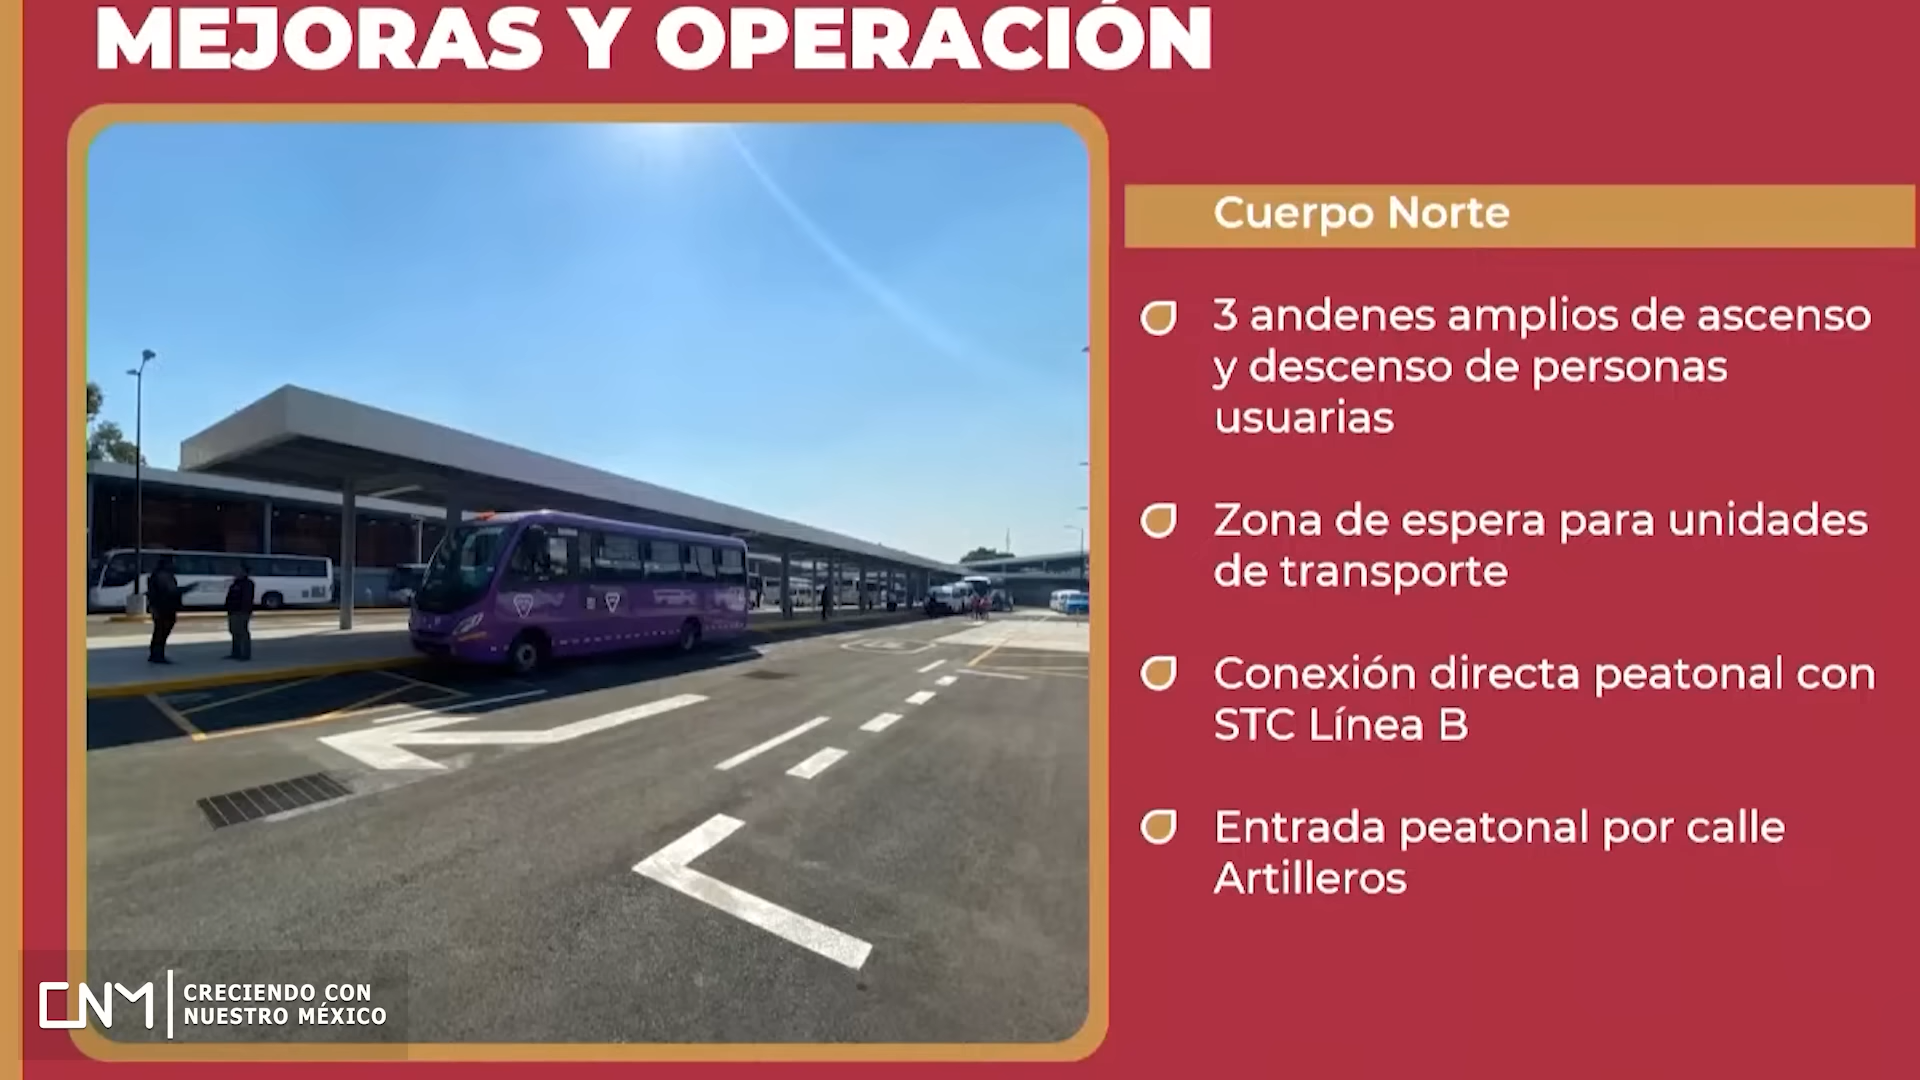 MEJORAS Y OPERACIÓN
Cuerpo Norte
3 andenes amplios de ascenso
y descenso de personas
usuarias
Zona de espera para unidades
de transporte
Conexión directa peatonal con
STC Línea B
Entrada peatonal por calle
Artilleros
CNM
CRECIENDO CON
NUESTRO MÉXICO